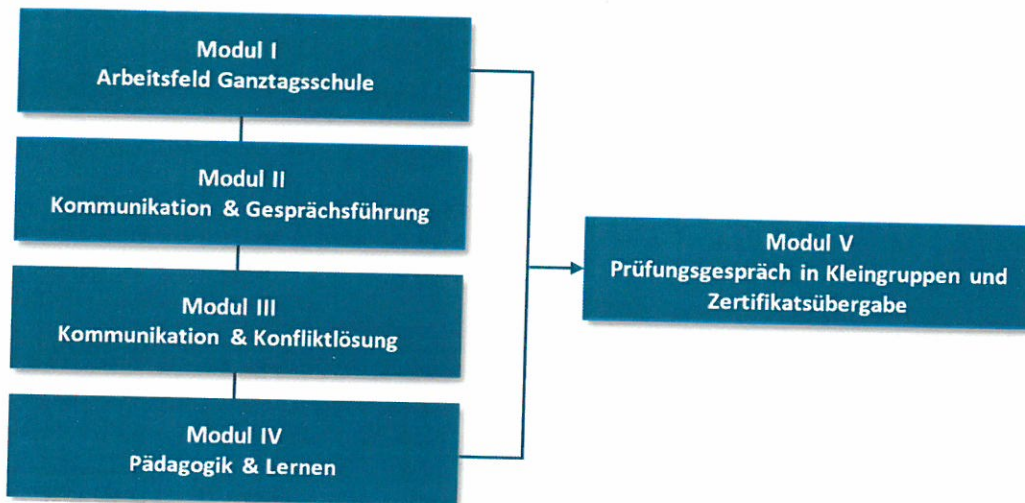 Modul I
Arbeitsfeld Ganztagsschule
Modul II
Kommunikation & Gesprächsführung
Modul III
Kommunikation & Konfliktlösung
Modul IV
Pädagogik & Lernen
Modul V
Prüfungsgespräch in Kleingruppen und
Zertifikatsübergabe